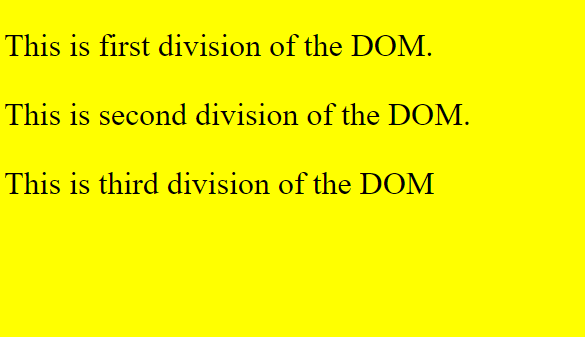 This is first division of the DOM.
This is second division of the DOM.
This is third division of the DOM